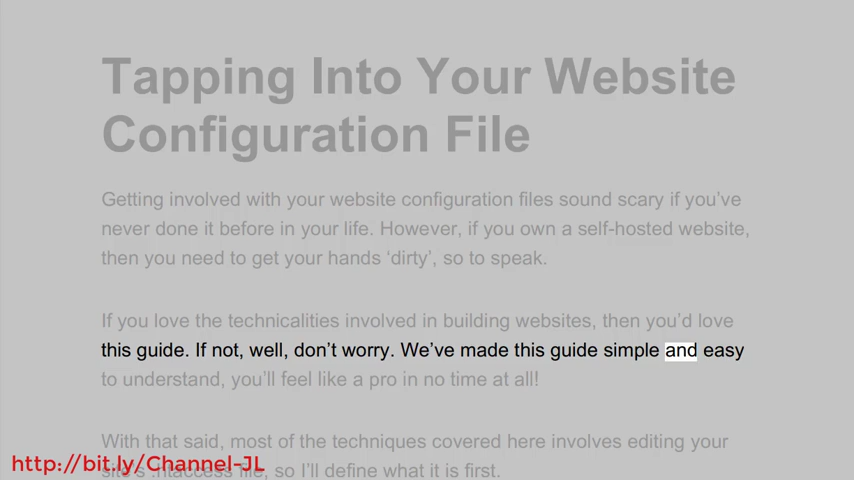 Tapping Into Your Website
Configuration File
Getting involved with your website configuration files sound scary if you've
never done it before in your life. However, if you own a self-hosted website,
then you need to get your hands 'dirty', so to speak.
If you love the technicalities involved in building websites, then you'd love
this guide. If not, well, don't worry. We've made this guide simple and easy
to understand, you'll feel like a pro in no time at all!
With that said, most of the techniques covered here involves editing your
http://bit.ly/Channel-JL
site's .htaccess file, so I'll define what it is first.